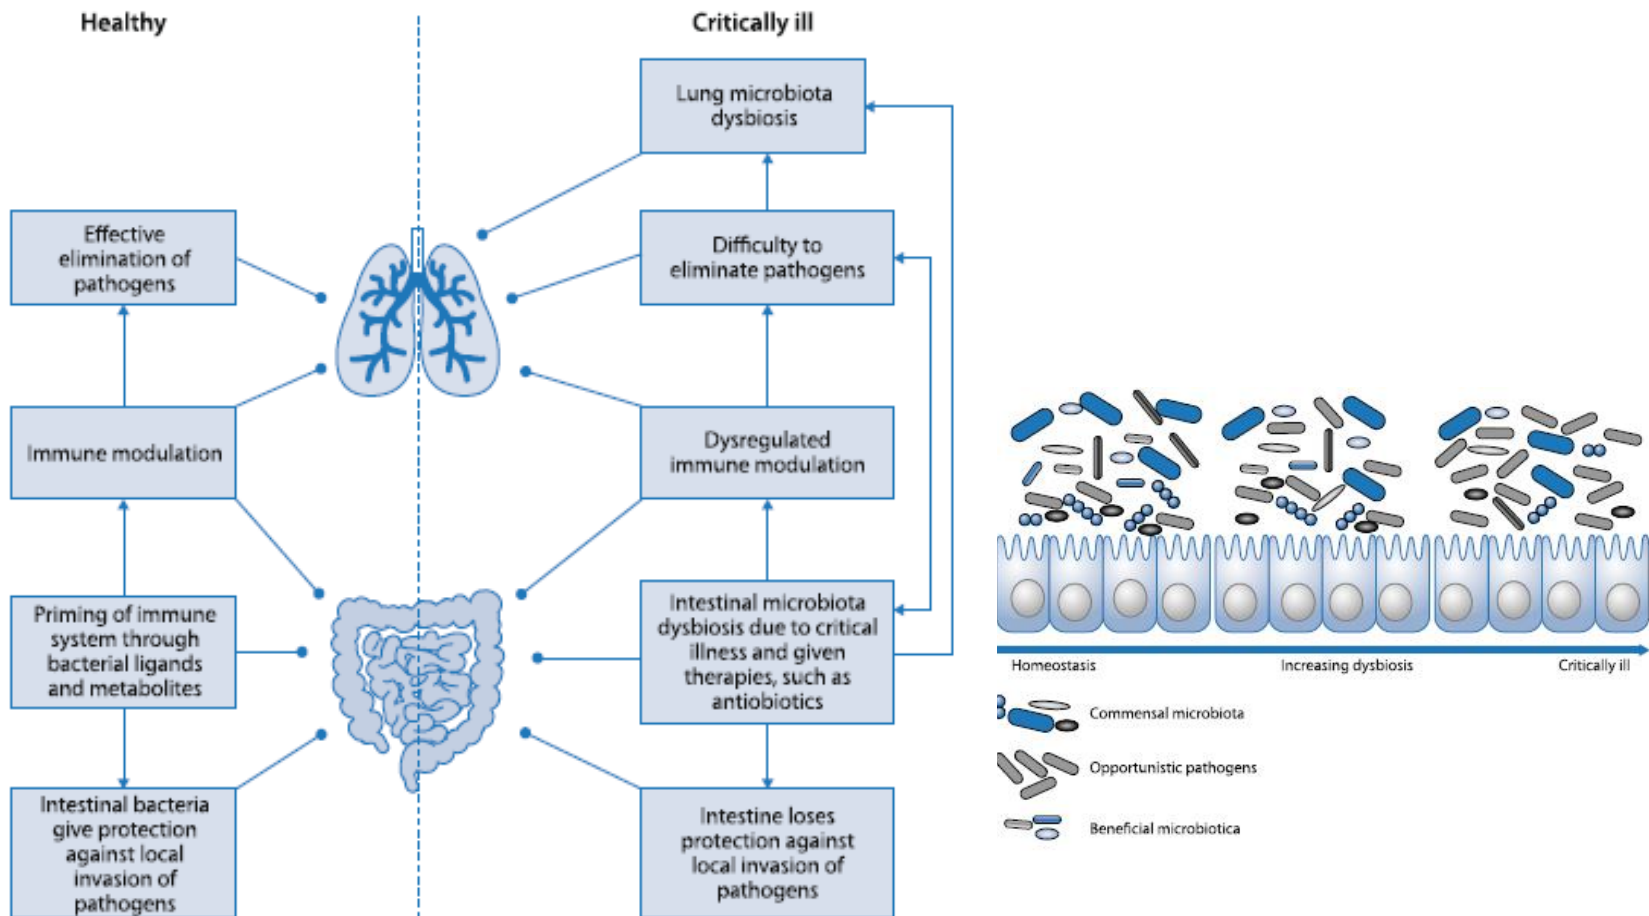 Healthy
Effective
elimination of
pathogens
Immune modulation
Priming of immune
system through
bacterial ligands
and metabolites
Intestinal bacteria
give protection
against local
invasion of
pathogens
Critically ill
Lung microbiota
dysbiosis
Difficulty to
eliminate pathogens
Dysregulated
immune modulation
Intestinal microbiota
dysbiosis due to critical
illness and given
therapies, such as
antiobiotics
Intestine loses
protection against
local invasion of
pathogens
Homeostasis
Increasing dysbiosis
Critically ill
Commensal microbiota
Opportunistic pathogens
Beneficial microbiotica